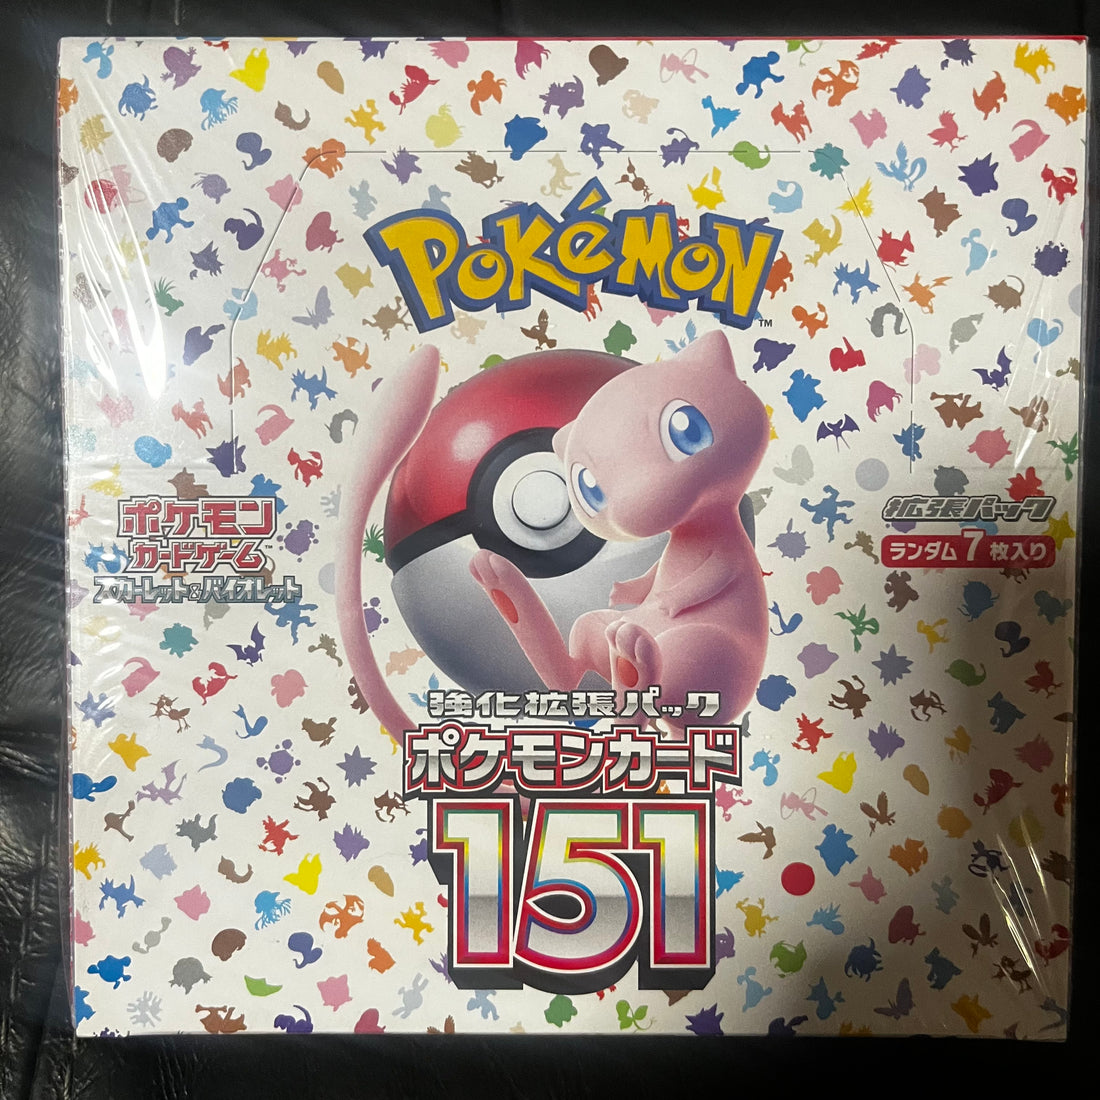 POKéMON
TM
ポケモン
カードゲーム
TM
スカーレット&バイオレット
拡張パック
ランダム7枚入り
強化拡張パック
ポケモンカード
151